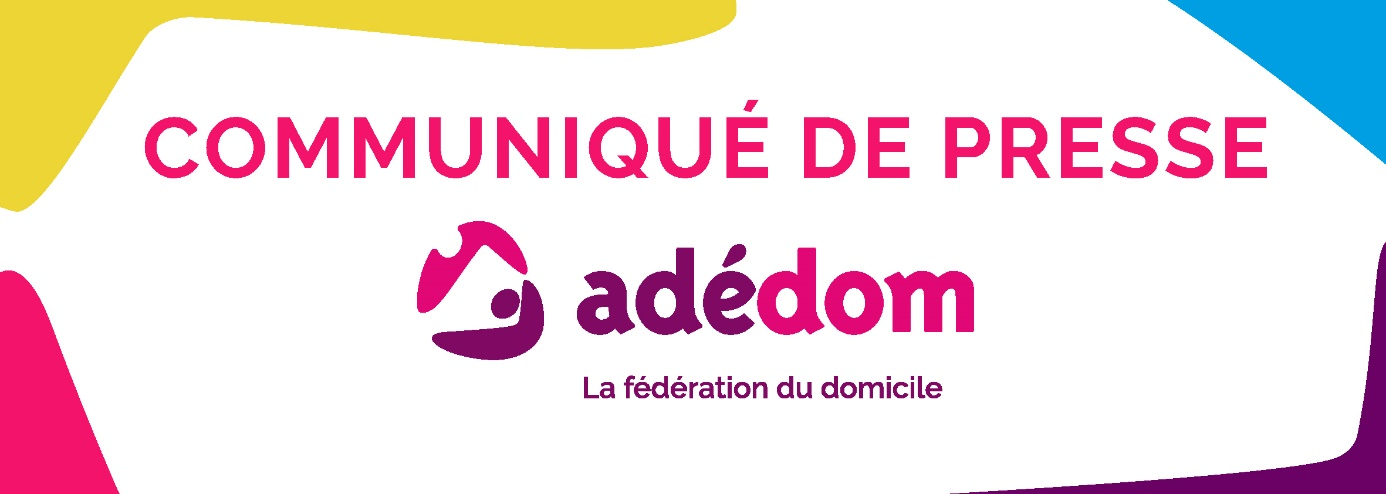 COMMUNIQUÉ DE PRESSE
adédom
La fédération du domicile